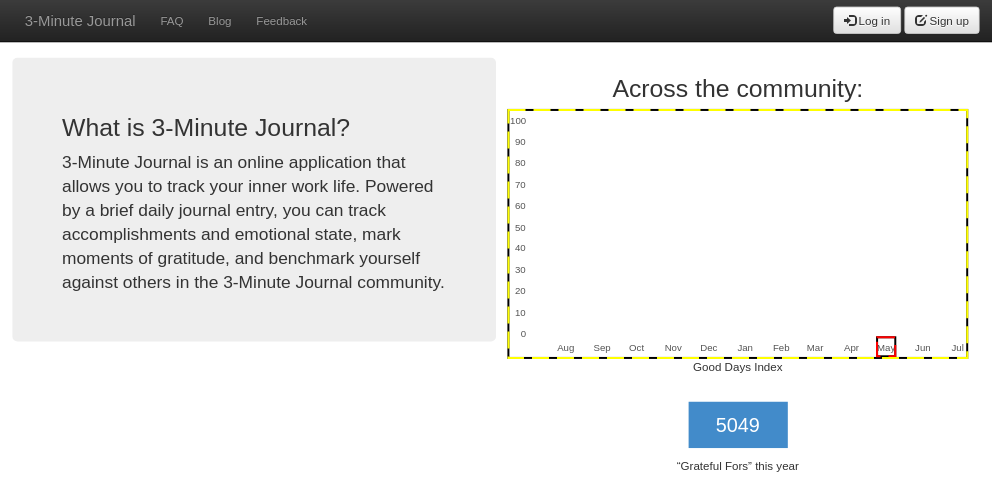 3-Minute Journal FAQ Blog Feedback Log in Sign up
What is 3-Minute Journal?
3-Minute Journal is an online application that
allows you to track your inner work life. Powered
by a brief daily journal entry, you can track
accomplishments and emotional state, mark
moments of gratitude, and benchmark yourself
against others in the 3-Minute Journal community.
Across the community:
100
90
80
70
60
50
40
30
20
10
0
Aug Sep Oct Nov Dec Jan Feb Mar Apr May Jun Jul
Good Days Index
5049
“Grateful Fors” this year